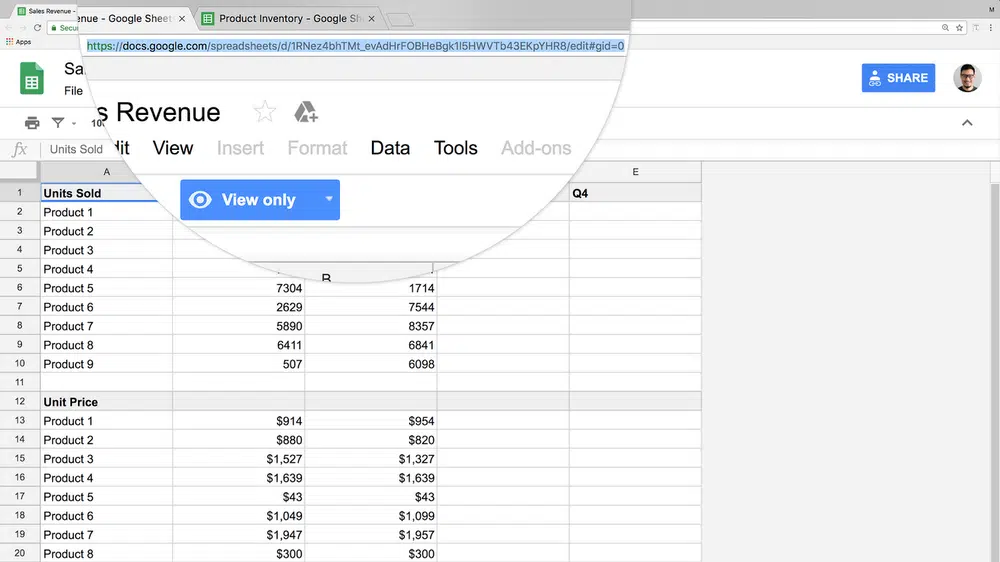 Sales Revenue -
enue - Google Sheet
Product Inventory - Google Sh
M
Secu
https://docs.google.com/spreadsheets/d/1RNez4bhTMt_evAdHrFOBHeBgk1I5HWVTb43EKpYHR8/edit#gid=0
Apps
Sa
s Revenue
SHARE
File
dit View Insert Format Data Tools Add-ons
10
fx Units Sold
View only
A B E
1 Units Sold Q4
2 Product 1
3 Product 2
4 Product 3
5 Product 4
6 Product 5 7304 1714
7 Product 6 2629 7544
8 Product 7 5890 8357
9 Product 8 6411 6841
10 Product 9 507 6098
11
12 Unit Price
13 Product 1 $914 $954
14 Product 2 $880 $820
15 Product 3 $1,527 $1,327
16 Product 4 $1,639 $1,639
17 Product 5 $43 $43
18 Product 6 $1,049 $1,099
19 Product 7 $1,947 $1,957
20 Product 8 $300 $300